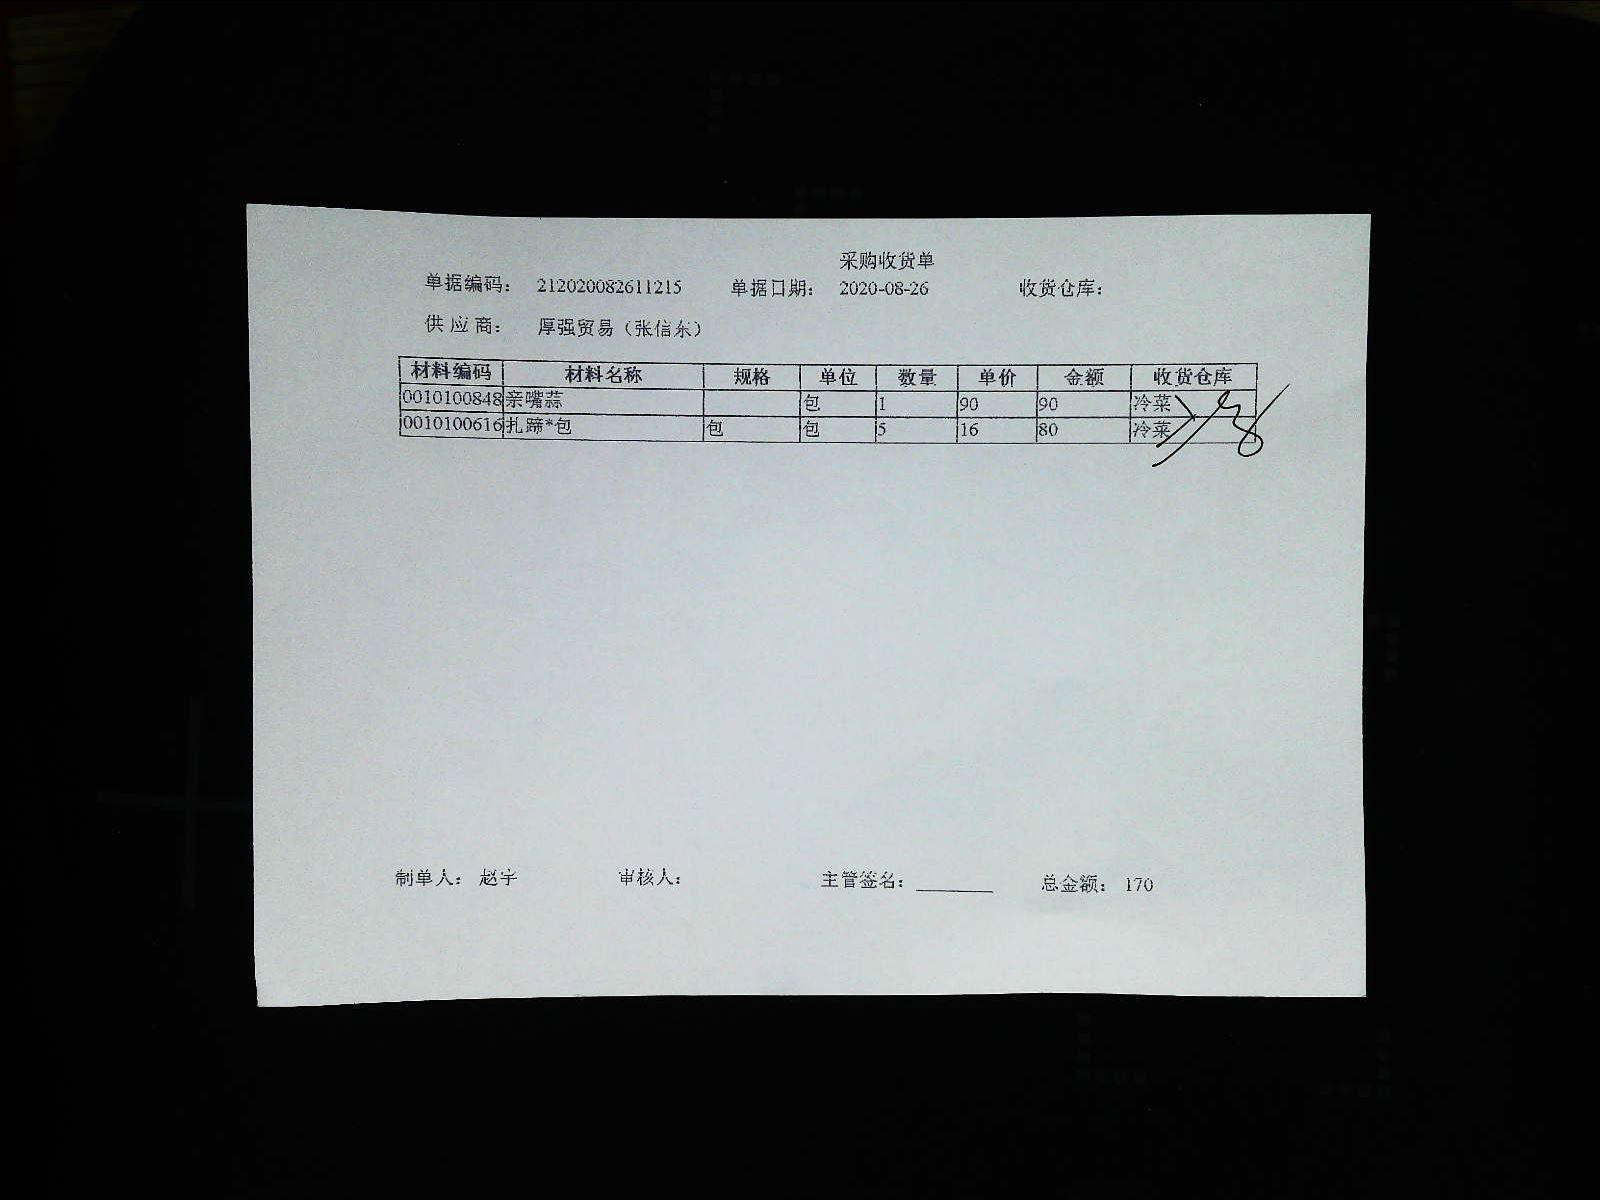 采购收货单
单据编码： 212020082611215 单据日期： 2020-08-26 收货仓库：
供 应 商： 厚强贸易（张信东）
材料编码 材料名称 规格 单位 数量 单价 金额 收货仓库
0010100848 亲嘴蒜 包 1 90 90 冷菜
0010100616 扎蹄*包 包 包 5 16 80 冷菜
制单人： 赵宇 审核人： 主管签名： 总金额： 170